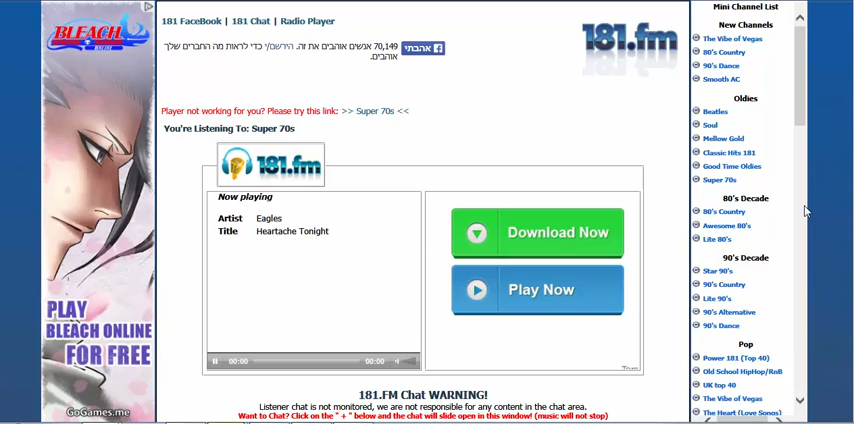 BLEACH
ONLINE
PLAY
BLEACH ONLINE
FOR FREE
GoGames.me
181 FaceBook | 181 Chat | Radio Player
אהבתי
70,149 אנשים אוהבים את זה. הירשם/י כדי לראות מה החברים שלך
אוהבים.
181.fm
Player not working for you? Please try this link: >> Super 70s <<
You're Listening To: Super 70s
181.fm
Now playing
Artist Eagles
Title Heartache Tonight
00:00 00:00
Download Now
Play Now
181.FM Chat WARNING!
Listener chat is not monitored, we are not responsible for any content in the chat area.
Want to Chat? Click on the "+" below and the chat will slide open in this window! (music will not stop)
Mini Channel List
New Channels
The Vibe of Vegas
80's Country
90's Dance
Smooth AC
Oldies
Beatles
Soul
Mellow Gold
Classic Hits 181
Good Time Oldies
Super 70s
80's Decade
80's Country
Awesome 80's
Lite 80's
90's Decade
Star 90's
90's Country
Lite 90's
90's Alternative
90's Dance
Pop
Power 181 (Top 40)
Old School HipHop/RnB
UK top 40
The Vibe of Vegas
The Heart (Love Songs)